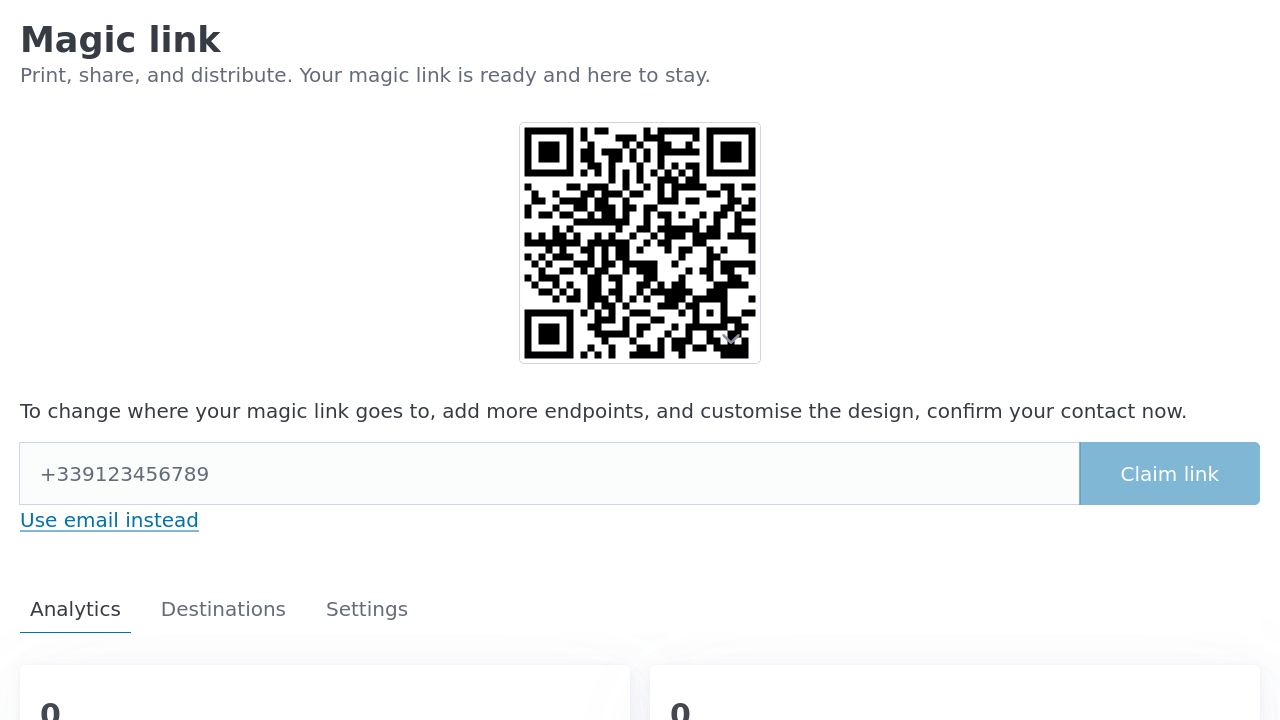 Magic link
Print, share, and distribute. Your magic link is ready and here to stay.
To change where your magic link goes to, add more endpoints, and customise the design, confirm your contact now.
+339123456789
Claim link
Use email instead
Analytics
Destinations
Settings
0
0